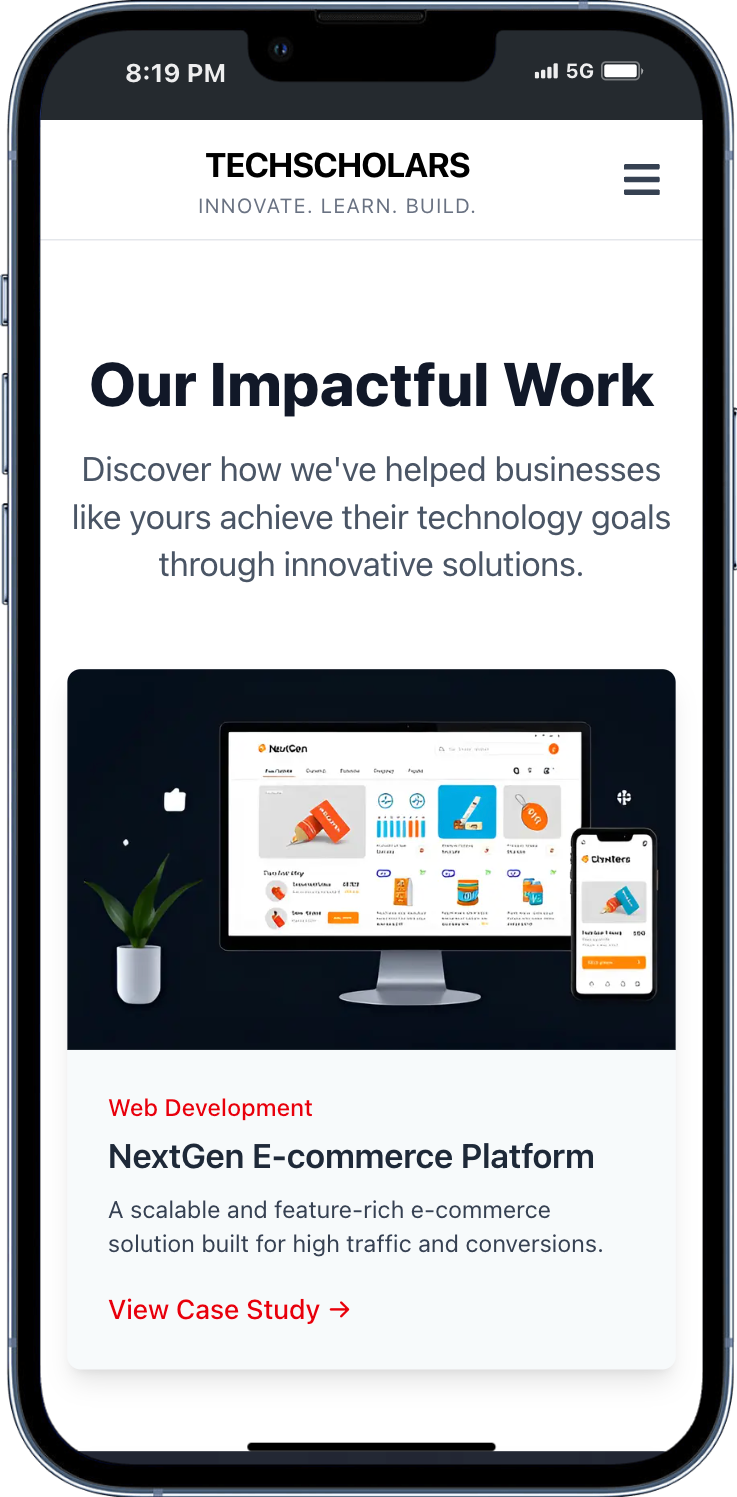 8:19 PM
5G
TECHSCHOLARS
INNOVATE. LEARN. BUILD.
Our Impactful Work
Discover how we've helped businesses
like yours achieve their technology goals
through innovative solutions.
Web Development
NextGen E-commerce Platform
A scalable and feature-rich e-commerce
solution built for high traffic and conversions.
View Case Study →